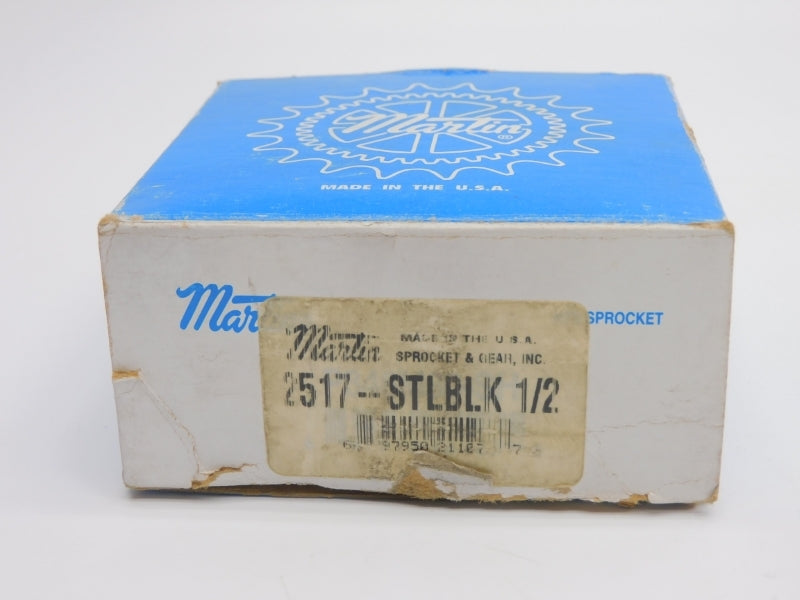 Martin®
MADE IN THE U.S.A.
Mar
SPROCKET
Martin
MADE IN THE U.S.A.
SPROCKET & GEAR, INC.
2517-- STLBLK 1/2